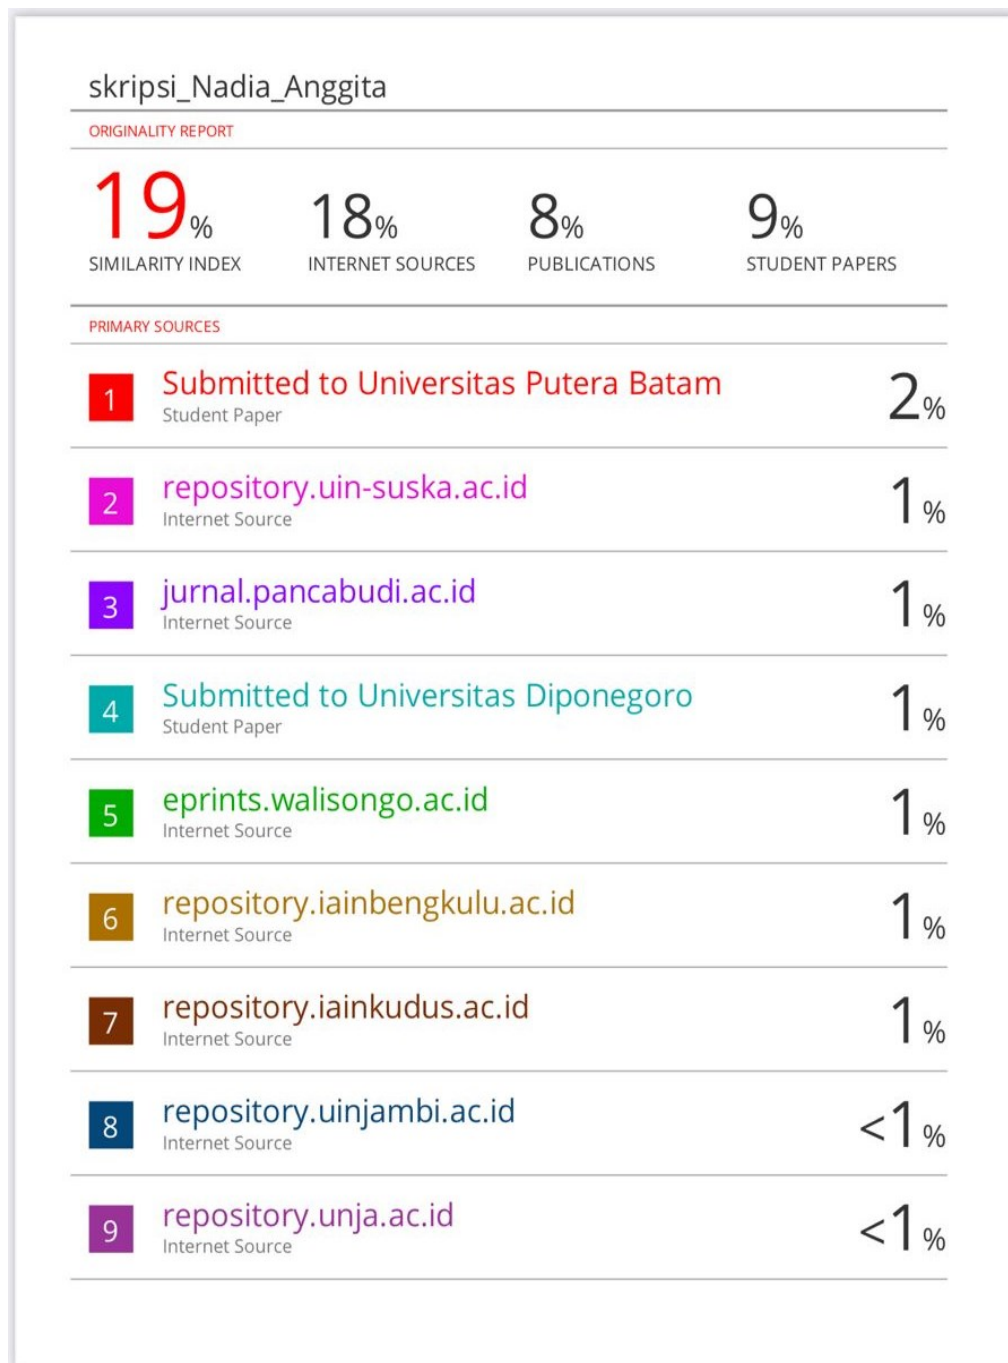 skripsi_Nadia_Anggita
ORIGINALITY REPORT
19% 18% 8% 9%
SIMILARITY INDEX INTERNET SOURCES PUBLICATIONS STUDENT PAPERS
PRIMARY SOURCES
1 Submitted to Universitas Putera Batam 2%
Student Paper
2 repository.uin-suska.ac.id 1%
Internet Source
3 jurnal.pancabudi.ac.id 1%
Internet Source
4 Submitted to Universitas Diponegoro 1%
Student Paper
5 eprints.walisongo.ac.id 1%
Internet Source
6 repository.iainbengkulu.ac.id 1%
Internet Source
7 repository.iainkudus.ac.id 1%
Internet Source
8 repository.uinjambi.ac.id <1%
Internet Source
9 repository.unja.ac.id <1%
Internet Source